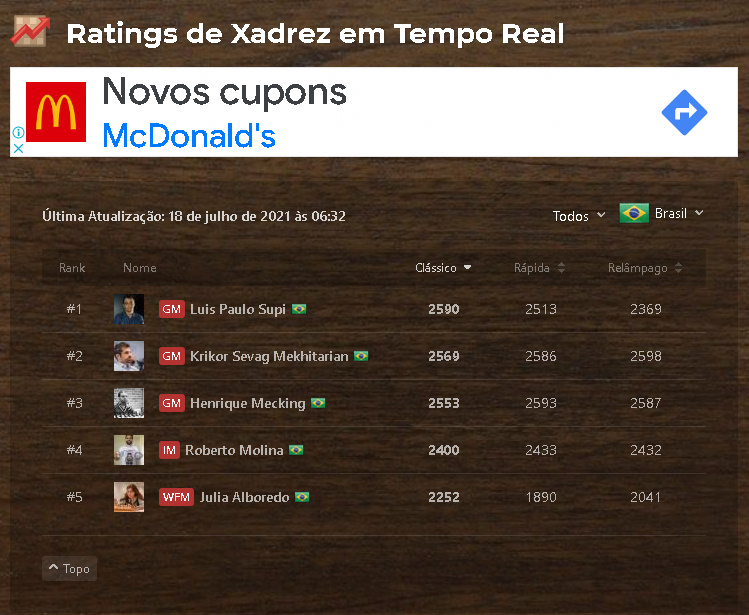 Ratings de Xadrez em Tempo Real
Novos cupons
McDonald's
Última Atualização: 18 de julho de 2021 às 06:32
Todos
Brasil
Rank Nome Clássico Rápida Relâmpago
#1 GM Luis Paulo Supi 2590 2513 2369
#2 GM Krikor Sevag Mekhitarian 2569 2586 2598
#3 GM Henrique Mecking 2553 2593 2587
#4 IM Roberto Molina 2400 2433 2432
#5 WFM Julia Alboredo 2252 1890 2041
Topo